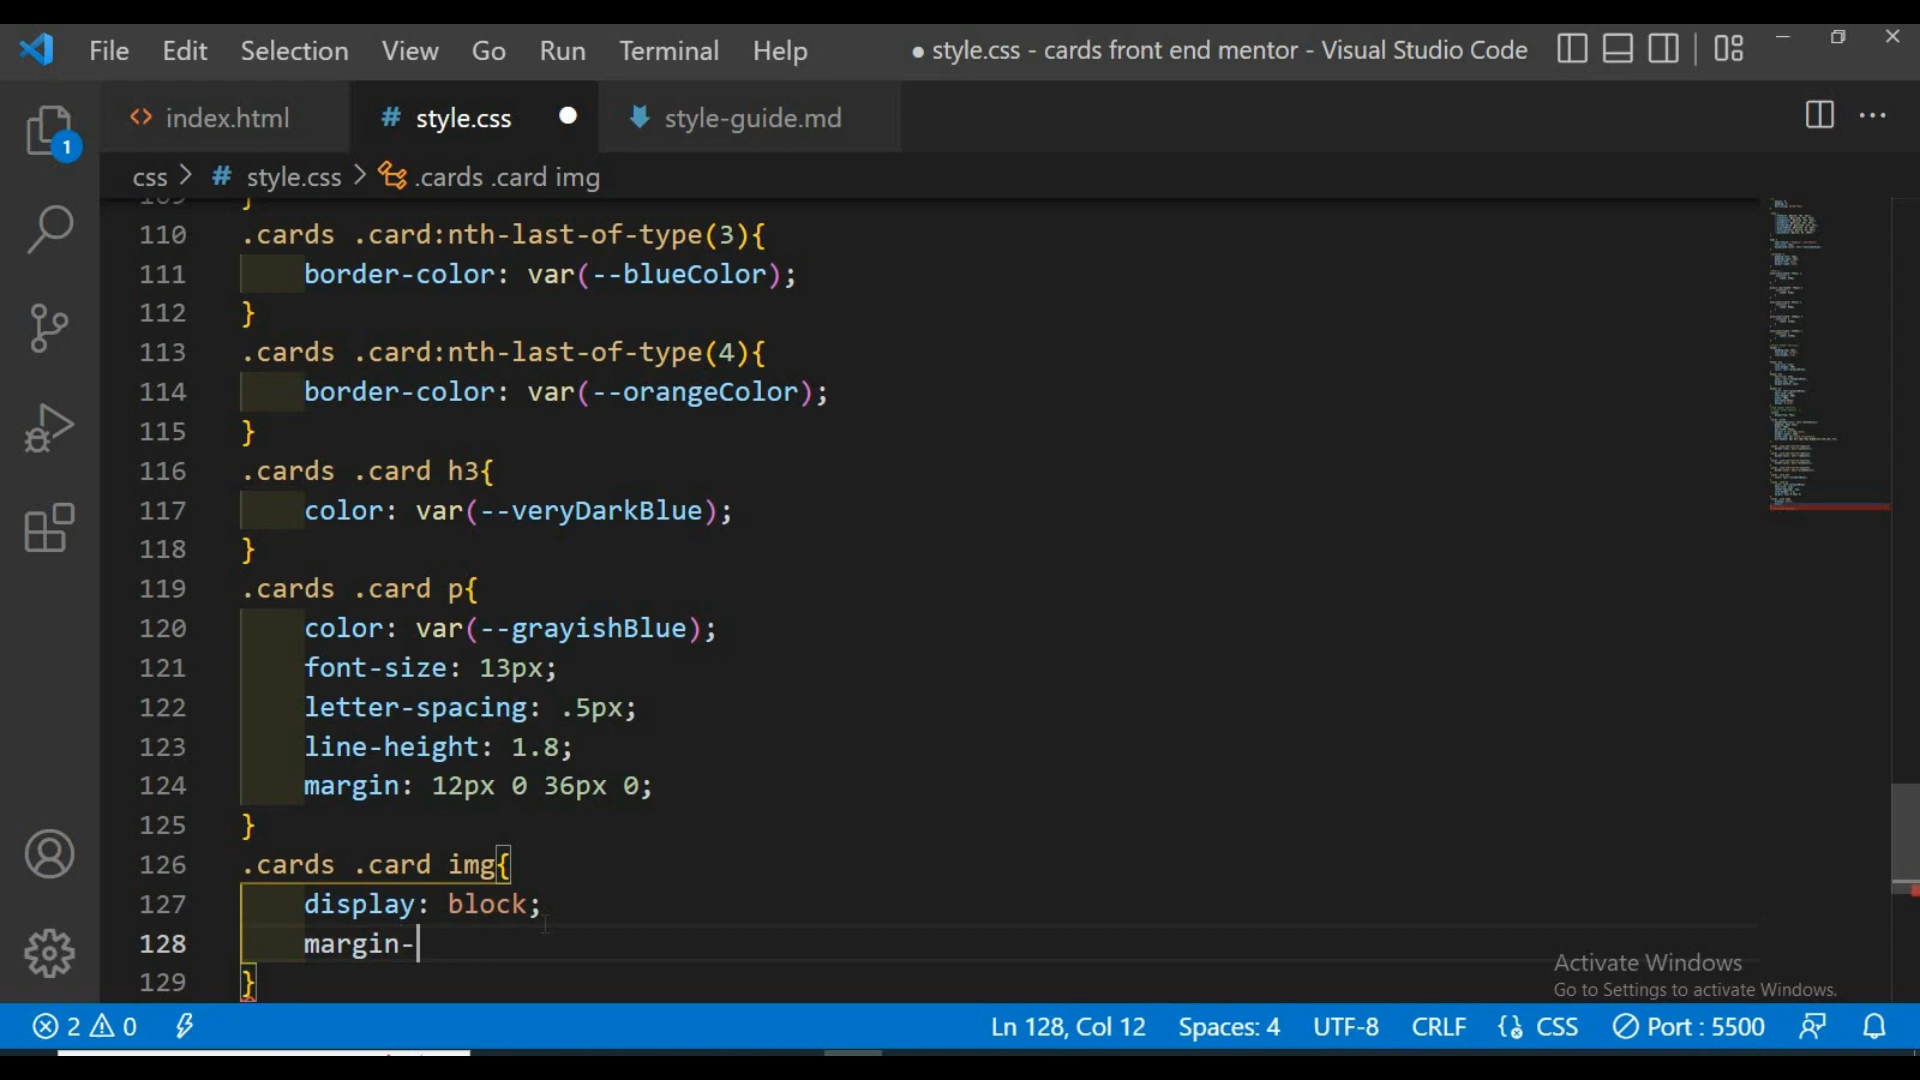 File Edit Selection View Go Run Terminal Help
● style.css - cards front end mentor - Visual Studio Code
<> index.html
# style.css ●
style-guide.md
css > # style.css > .cards .card img
109 }
110 .cards .card:nth-last-of-type(3){
111 border-color: var(--blueColor);
112 }
113 .cards .card:nth-last-of-type(4){
114 border-color: var(--orangeColor);
115 }
116 .cards .card h3{
117 color: var(--veryDarkBlue);
118 }
119 .cards .card p{
120 color: var(--grayishBlue);
121 font-size: 13px;
122 letter-spacing: .5px;
123 line-height: 1.8;
124 margin: 12px 0 36px 0;
125 }
126 .cards .card img{
127 display: block;
128 margin-
129 }
1
Activate Windows
Go to Settings to activate Windows.
2 0 Ln 128, Col 12 Spaces: 4 UTF-8 CRLF CSS Port : 5500